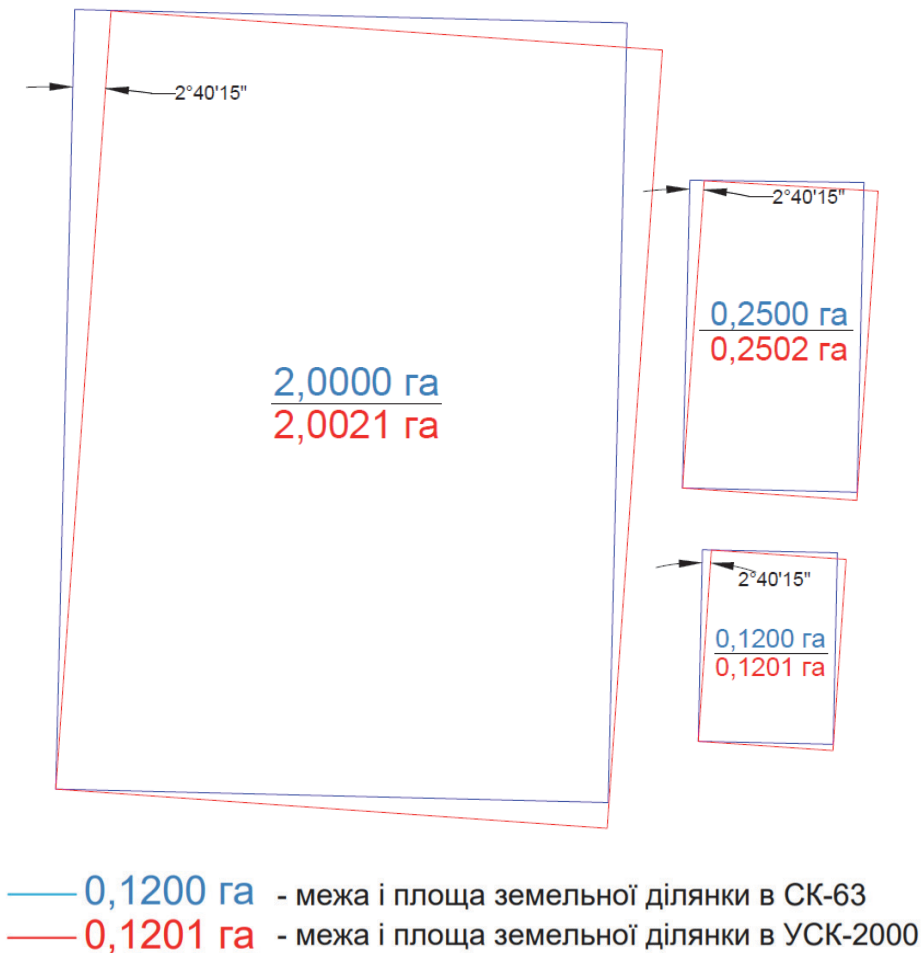 2°40'15"
2°40'15"
0,2500 га
0,2502 га
2,0000 га
2,0021 га
2°40'15"
0,1200 га
0,1201 га
0,1200 га - межа і площа земельної ділянки в СК-63
0,1201 га - межа і площа земельної ділянки в УСК-2000